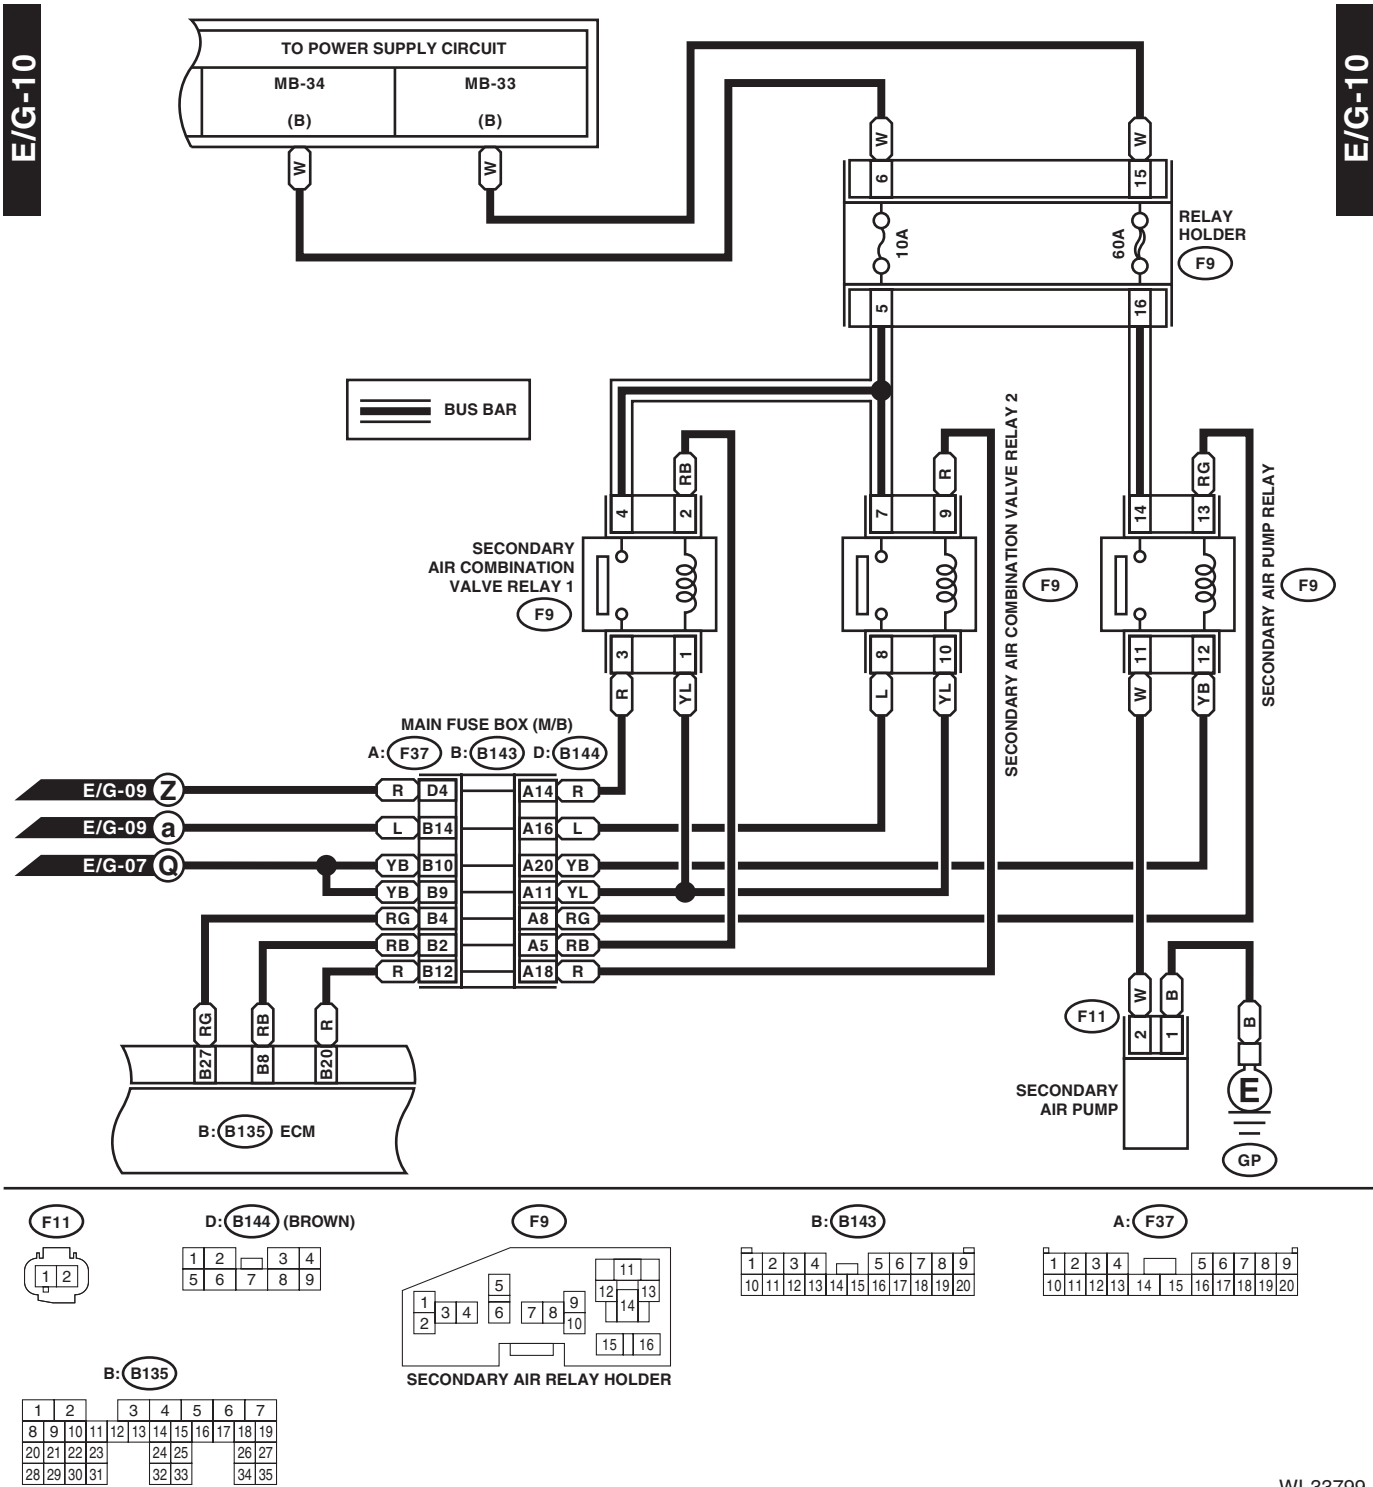 E/G-10
E/G-10
TO POWER SUPPLY CIRCUIT
MB-34
(B)
MB-33
(B)
W
W
W
W
6
15
10A
60A
RELAY
HOLDER
F9
5
16
BUS BAR
RB
R
RG
4
2
7
9
14
13
SECONDARY
AIR COMBINATION
VALVE RELAY 1
F9
SECONDARY AIR COMBINATION VALVE RELAY 2
F9
SECONDARY AIR PUMP RELAY
F9
3
1
8
10
11
12
R
YL
L
YL
W
YB
MAIN FUSE BOX (M/B)
A: F37 B: B143 D: B144
E/G-09 Z R D4 A14 R
E/G-09 a L B14 A16 L
E/G-07 Q YB B10 A20 YB
YB B9 A11 YL
RG B4 A8 RG
RB B2 A5 RB
R B12 A18 R
RG
RB
R
B27
B8
B20
B: B135 ECM
W
B
F11
2
1
SECONDARY
AIR PUMP
B
E
GP
F11
1 2
D: B144 (BROWN)
1 2 3 4
5 6 7 8 9
F9
11
5
12 13
1 9 14
3 4 6 7 8
2 10
15 16
SECONDARY AIR RELAY HOLDER
B: B143
1 2 3 4 5 6 7 8 9
10 11 12 13 14 15 16 17 18 19 20
A: F37
1 2 3 4 5 6 7 8 9
10 11 12 13 14 15 16 17 18 19 20
B: B135
1 2 3 4 5 6 7
8 9 10 11 12 13 14 15 16 17 18 19
20 21 22 23 24 25 26 27
28 29 30 31 32 33 34 35
WI-33799